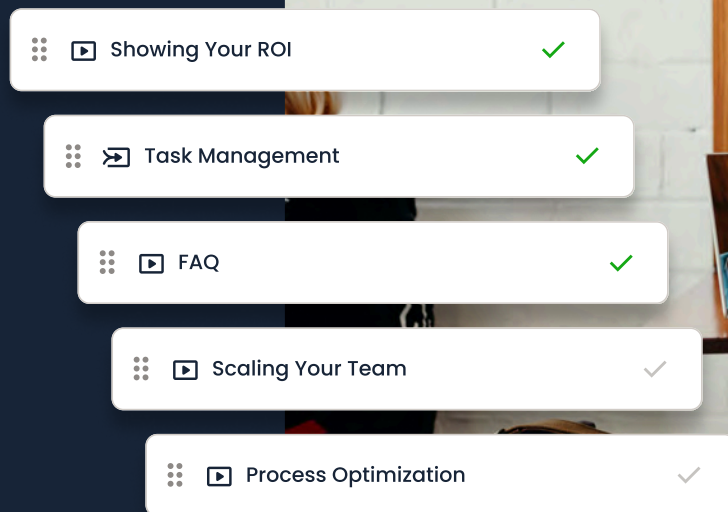 Showing Your ROI
Task Management
FAQ
Scaling Your Team
Process Optimization